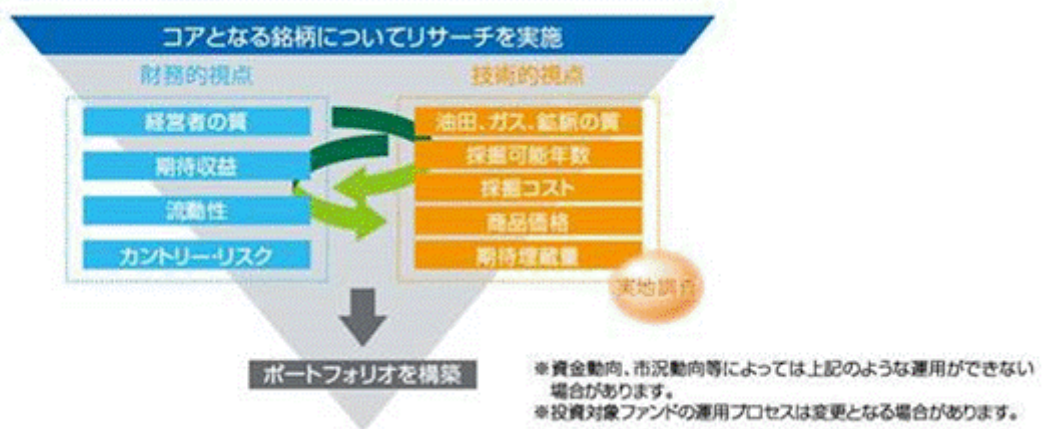 コアとなる銘柄についてリサーチを実施
財務的視点
経営者の質
期待収益
流動性
カントリー・リスク
技術的視点
油田、ガス、鉱脈の質
採掘可能年数
採掘コスト
商品価格
期待埋蔵量
実地調査
ポートフォリオを構築
※資金動向、市況動向等によっては上記のような運用ができない
場合があります。
※投資対象ファンドの運用プロセスは変更となる場合があります。